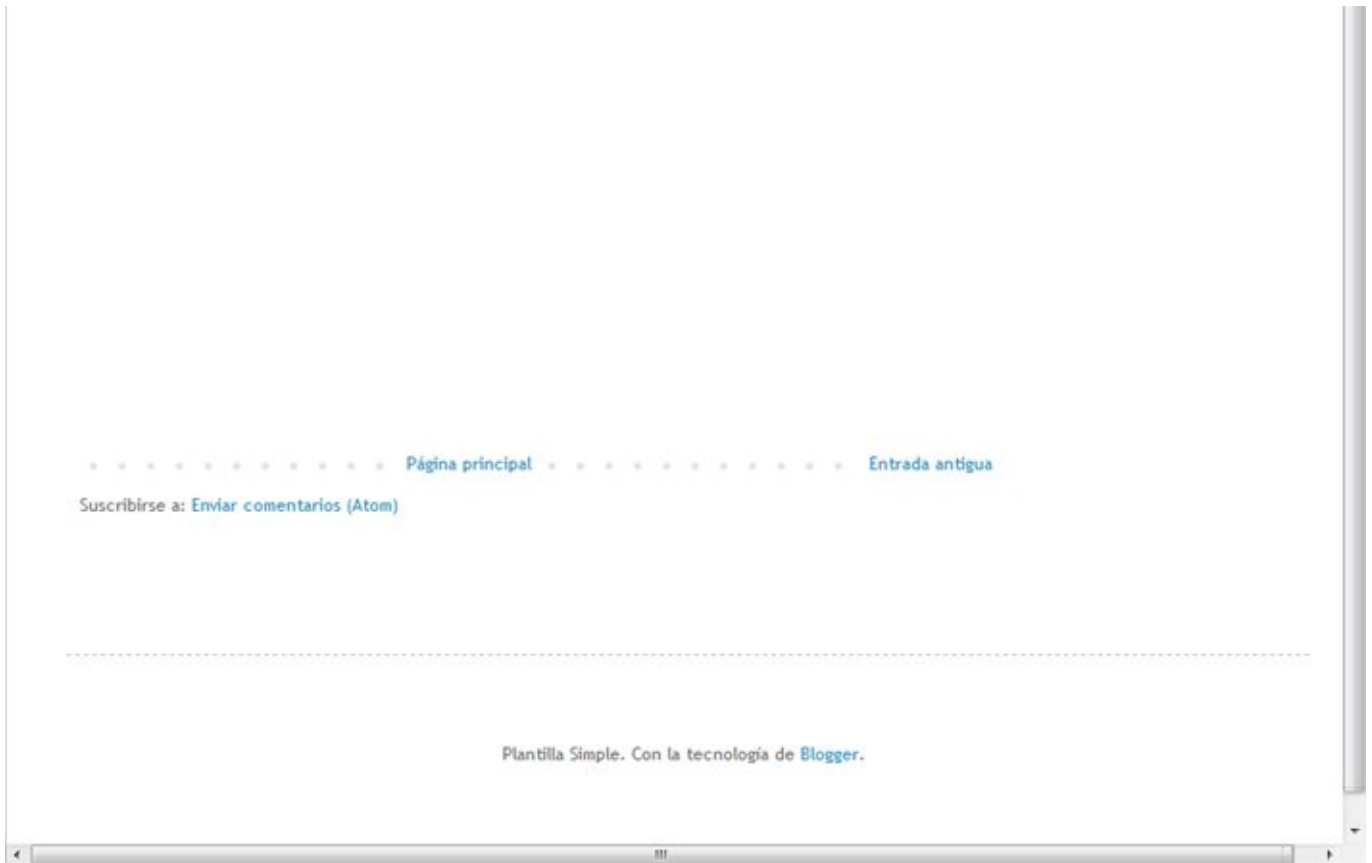 Página principal Entrada antigua
Suscribirse a: Enviar comentarios (Atom)
Plantilla Simple. Con la tecnología de Blogger.